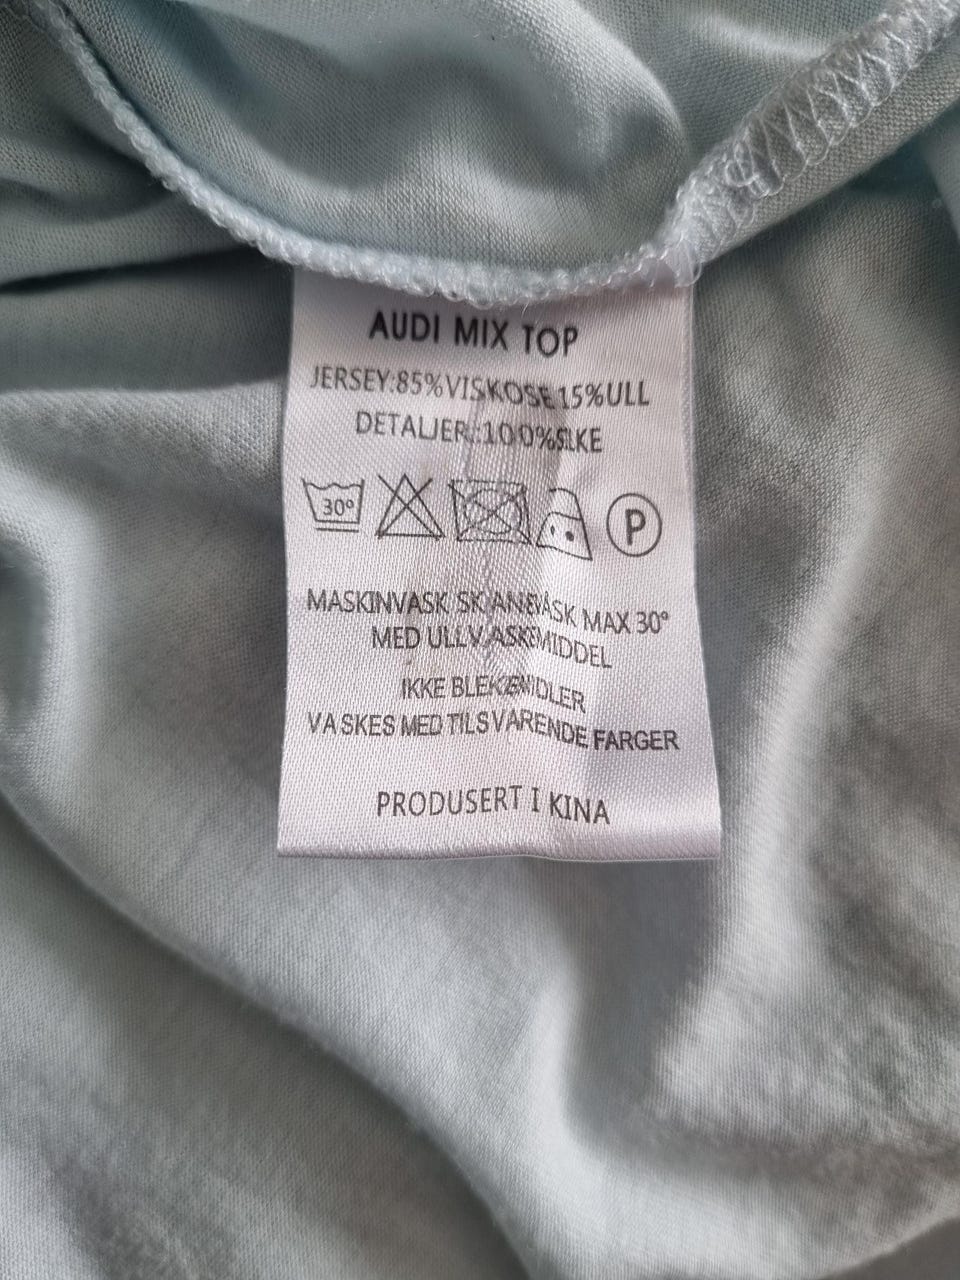 AUDI MIX TOP
JERSEY:85%VISKOSE 15%ULL
DETALJER:100%SILKE
30°
P
MASKINVASK SKÅNEVASK MAX 30°
MED ULLVASKEMIDDEL
IKKE BLEKEMIDLER
VASKES MED TILSVARENDE FARGER
PRODUSERT I KINA